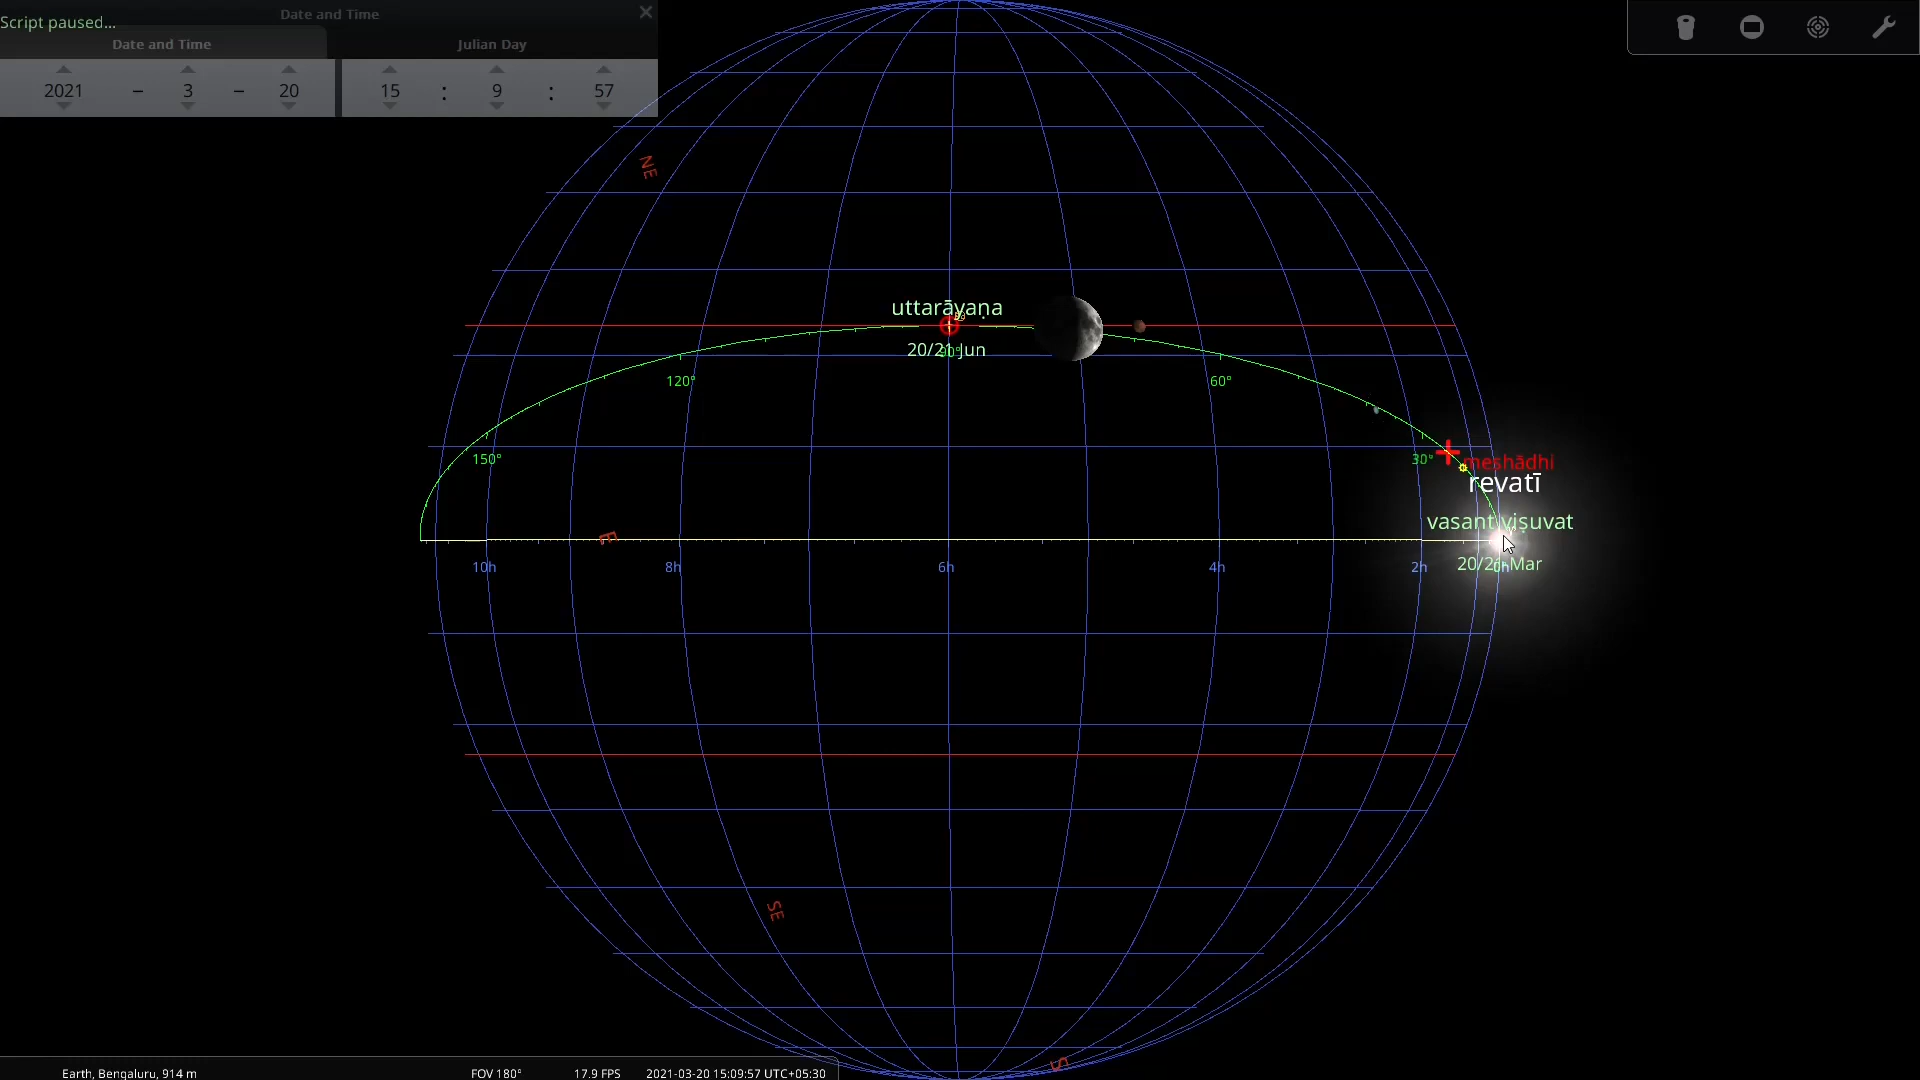 Date and Time
Script paused...
Date and Time
Julian Day
2021 – 3 – 20
15 : 9 : 57
NE
uttarāyaṇa
20/21 Jun
120°
60°
150°
30°
meshādhi
revatī
vasant viṣuvat
E
10h
8h
6h
4h
2h
20/21 Mar
SE
S
Earth, Bengaluru, 914 m
FOV 180°
17.9 FPS
2021-03-20 15:09:57 UTC+05:30